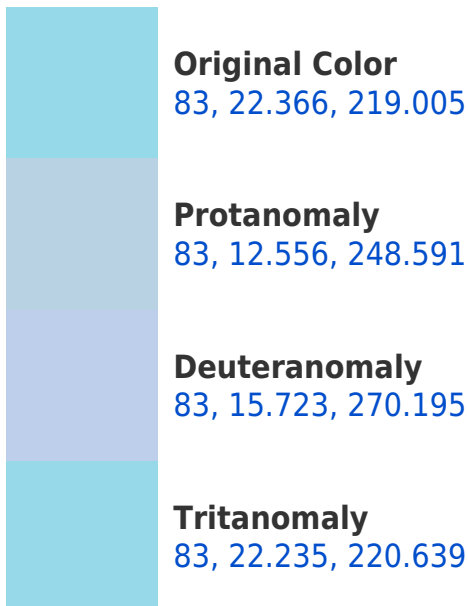 Original Color
83, 22.366, 219.005
Protanomaly
83, 12.556, 248.591
Deuteranomaly
83, 15.723, 270.195
Tritanomaly
83, 22.235, 220.639